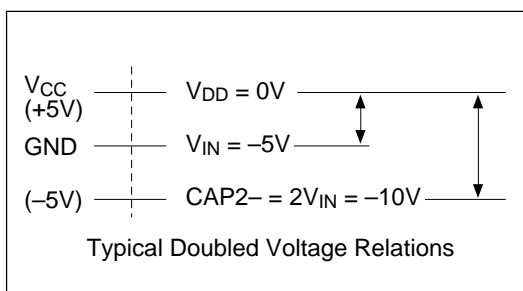 VCC VDD = 0V
(+5V)
GND VIN = –5V
(–5V) CAP2– = 2VIN = –10V
Typical Doubled Voltage Relations